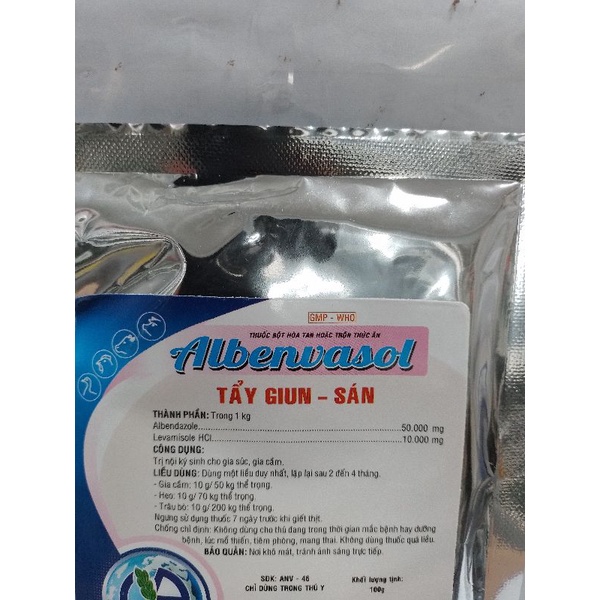 GMP - WHO
THUỐC BỘT HÒA TAN HOẶC TRỘN THỨC ĂN
Albenvasol
TẨY GIUN – SÁN
THÀNH PHẦN: Trong 1 kg
Albendazole....................................................50.000 mg
Levamisole HCl................................................10.000 mg
CÔNG DỤNG:
Trị nội ký sinh cho gia súc, gia cầm.
LIỀU DÙNG: Dùng một liều duy nhất, lặp lại sau 2 đến 4 tháng.
- Gia cầm: 10 g/ 50 kg thể trọng.
- Heo: 10 g/ 70 kg thể trọng.
- Trâu bò: 10 g/ 200 kg thể trọng.
Ngưng sử dụng thuốc 7 ngày trước khi giết thịt.
Chống chỉ định: Không dùng cho thú đang trong thời gian mắc bệnh hay dưỡng
bệnh, lúc mổ thiến, tiêm phòng, mang thai. Không dùng thuốc quá liều.
BẢO QUẢN: Nơi khô mát, tránh ánh sáng trực tiếp.
SĐK: ANV - 46
CHỈ DÙNG TRONG THÚ Y
Khối lượng tịnh:
100g